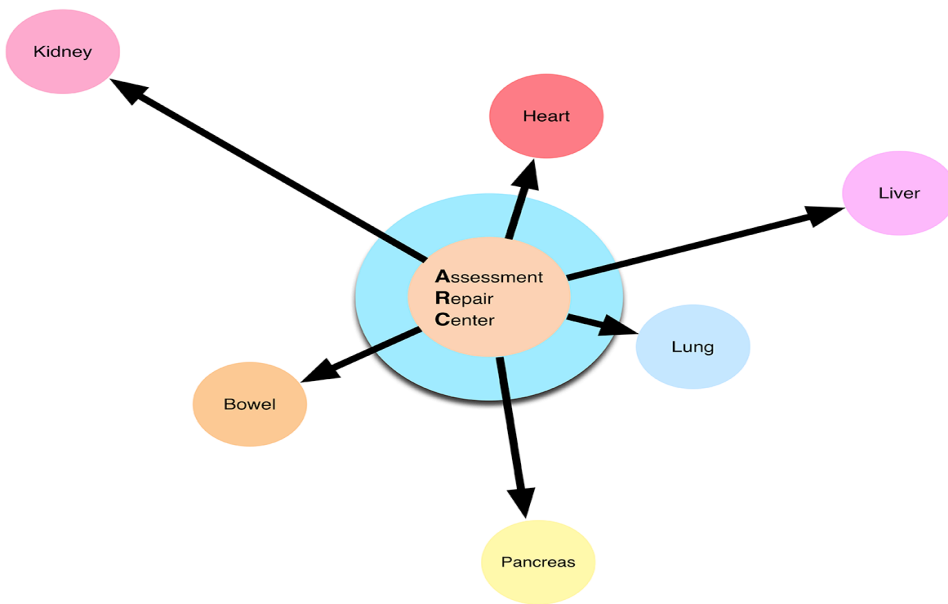 Kidney
Heart
Liver
Assessment
Repair
Center
Lung
Bowel
Pancreas